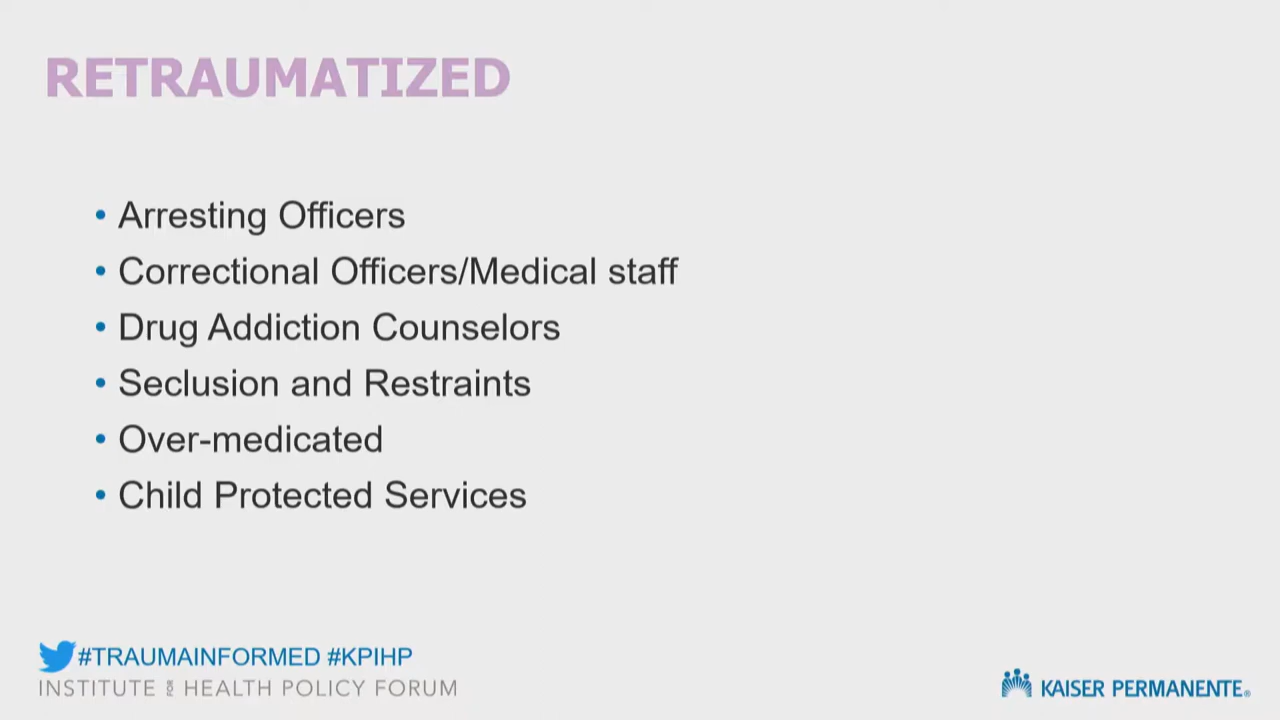 RETRAUMATIZED
• Arresting Officers
• Correctional Officers/Medical staff
• Drug Addiction Counselors
• Seclusion and Restraints
• Over-medicated
• Child Protected Services
#TRAUMAINFORMED #KPIHP
INSTITUTE FOR HEALTH POLICY FORUM
KAISER PERMANENTE®